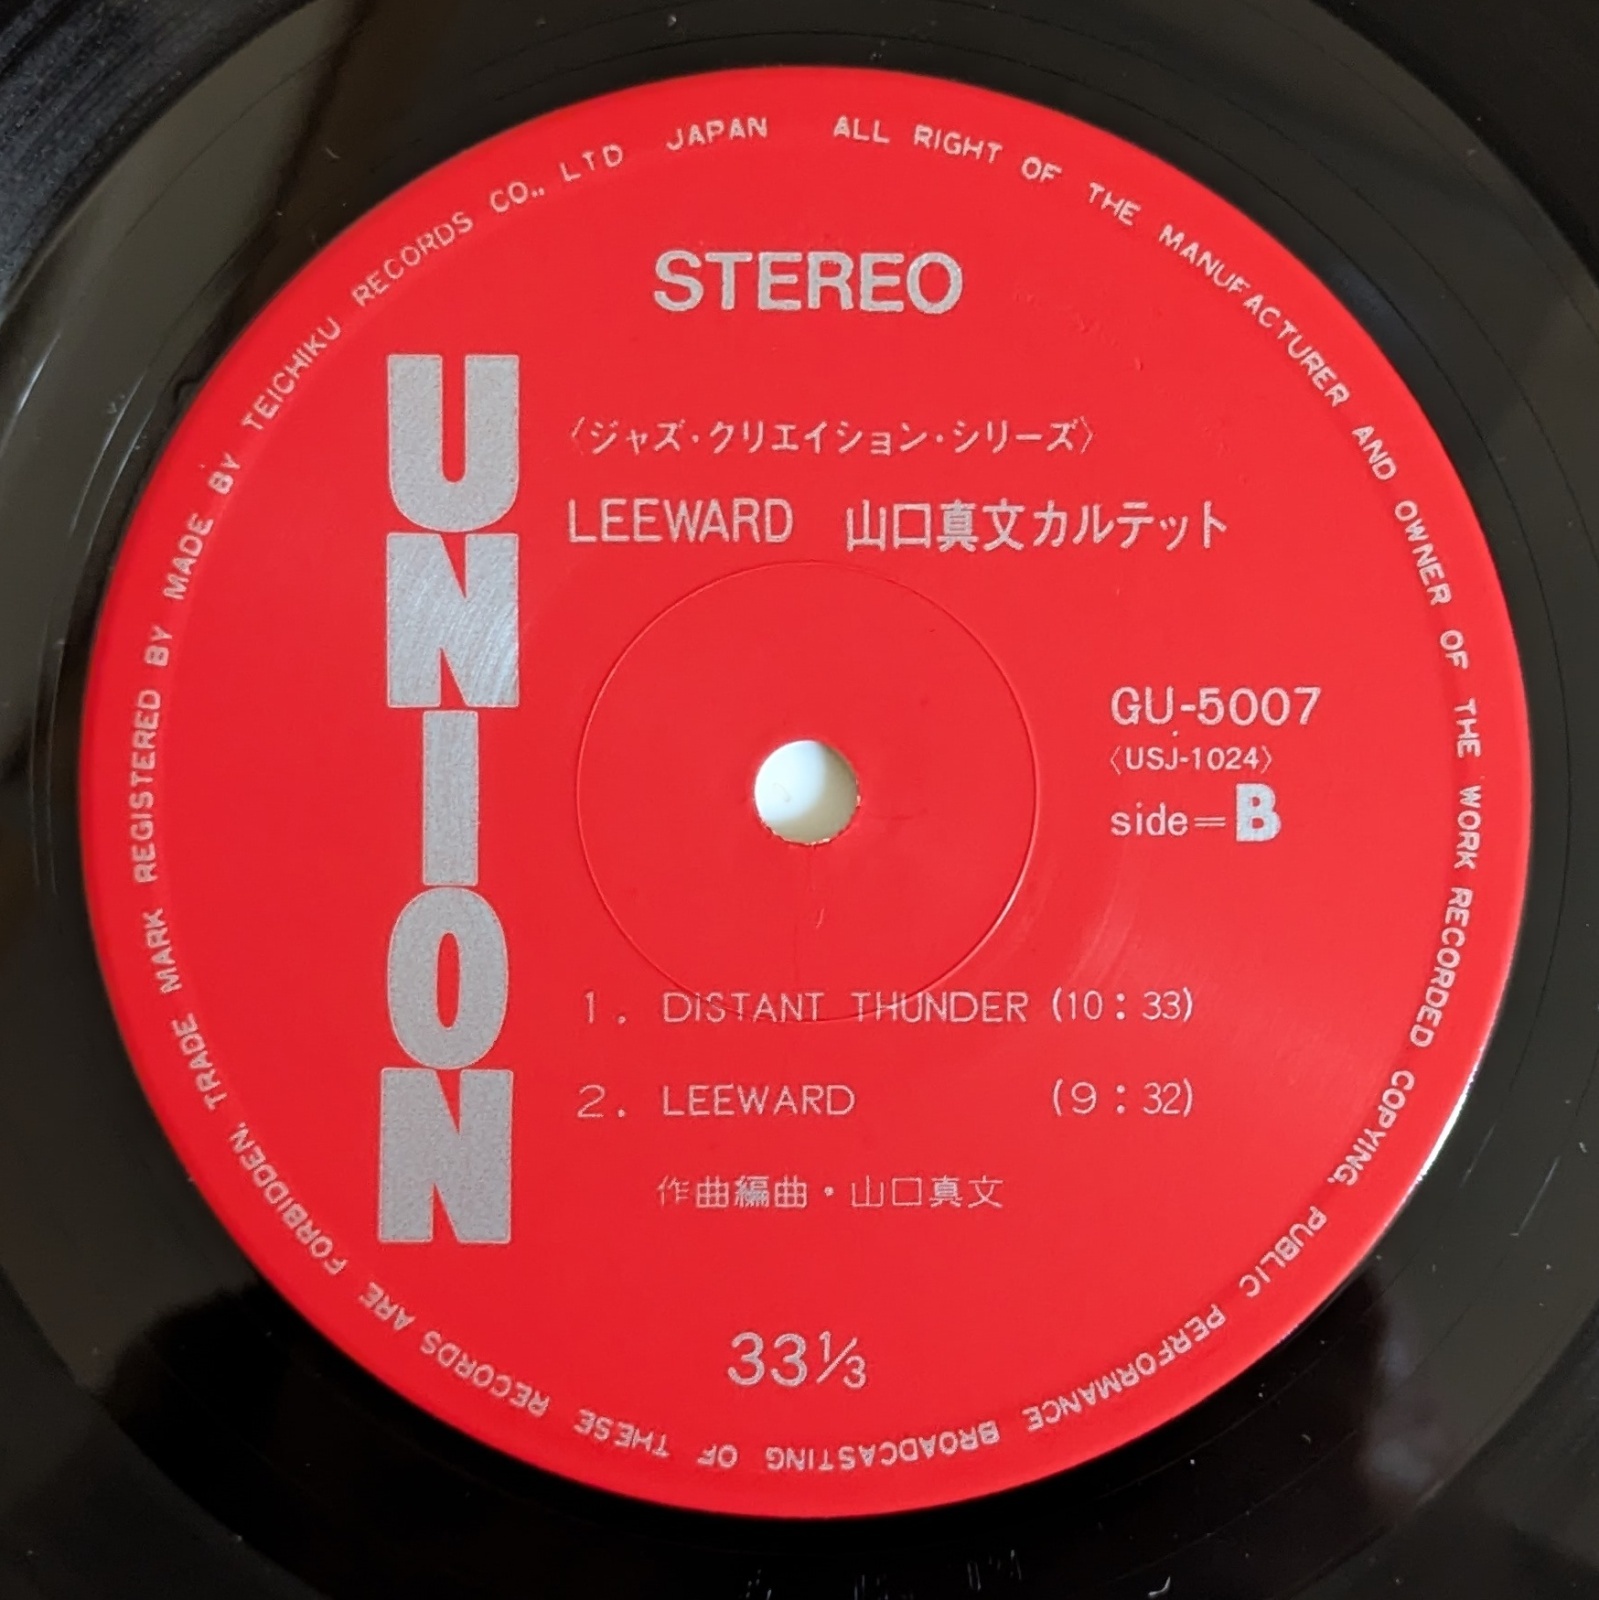 STEREO
UNION
〈ジャズ・クリエイション・シリーズ〉
LEEWARD 山口真文カルテット
GU-5007
〈USJ-1024〉
side=B
1. DISTANT THUNDER (10:33)
2. LEEWARD (9:32)
作曲編曲・山口真文
33⅓
ALL RIGHT OF THE MANUFACTURER AND OWNER OF THE WORK RECORDED COPYING, PUBLIC PERFORMANCE BROADCASTING OF THESE RECORDS ARE FORBIDDEN, TRADE MARK REGISTERED BY MADE BY TEICHIKU RECORDS CO., LTD JAPAN